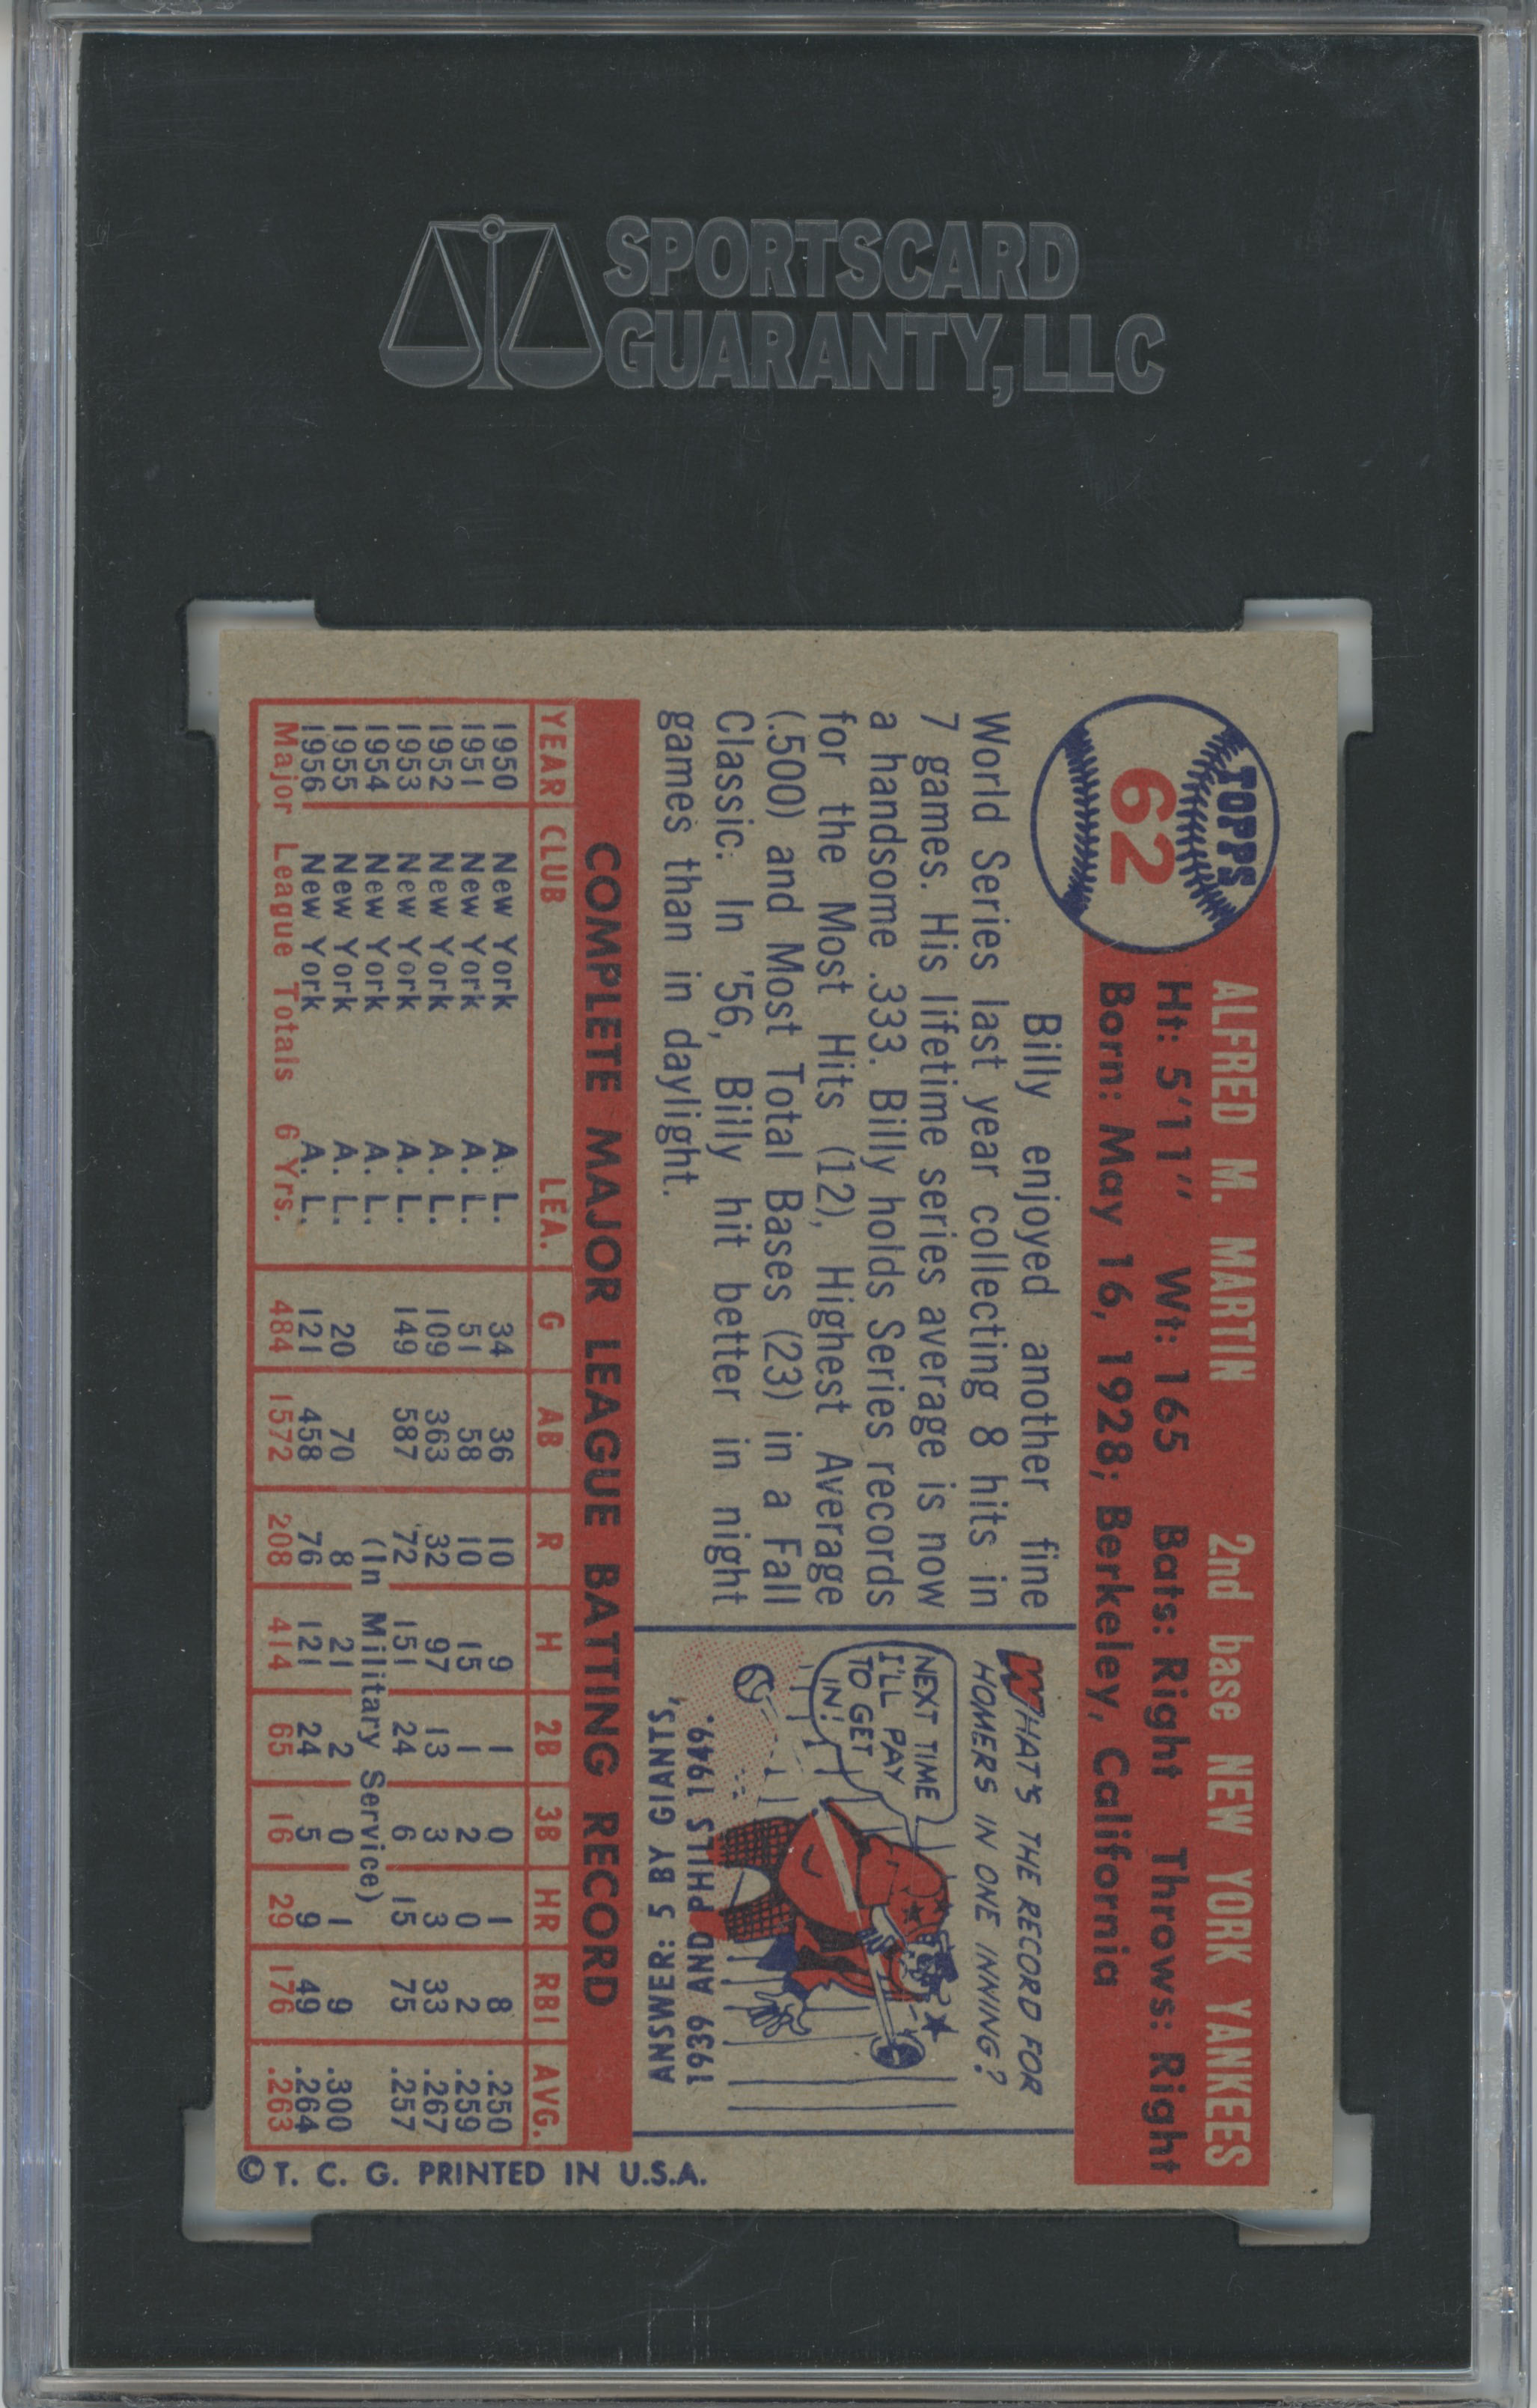 SPORTSCARD
GUARANTY, LLC
TOPPS
62
ALFRED M. MARTIN 2nd base NEW YORK YANKEES
Ht: 5'11" Wt: 165 Bats: Right Throws: Right
Born: May 16, 1928; Berkeley, California
Billy enjoyed another fine
World Series last year collecting 8 hits in
7 games. His lifetime series average is now
a handsome .333. Billy holds Series records
for the Most Hits (12), Highest Average
(.500) and Most Total Bases (23) in a Fall
Classic. In '56, Billy hit better in night
games than in daylight.
WHAT'S THE RECORD FOR
HOMERS IN ONE INNING?
NEXT TIME
I'LL PAY
TO GET
IN!
ANSWER: 5 BY GIANTS,
1939 AND PHILS 1949.
COMPLETE MAJOR LEAGUE BATTING RECORD
YEAR CLUB LEA. G AB R H 2B 3B HR RBI AVG.
1950 New York A. L. 34 36 10 9 1 0 1 8 .250
1951 New York A. L. 51 58 10 15 1 2 0 2 .259
1952 New York A. L. 109 363 32 97 13 3 3 33 .267
1953 New York A. L. 149 587 72 151 24 6 15 75 .257
1954 New York A. L. (In Military Service)
1955 New York A. L. 20 70 8 21 2 0 1 9 .300
1956 New York A. L. 121 458 76 121 24 5 9 49 .264
Major League Totals 6 Yrs. 484 1572 208 414 65 16 29 176 .263
© T. C. G. PRINTED IN U.S.A.